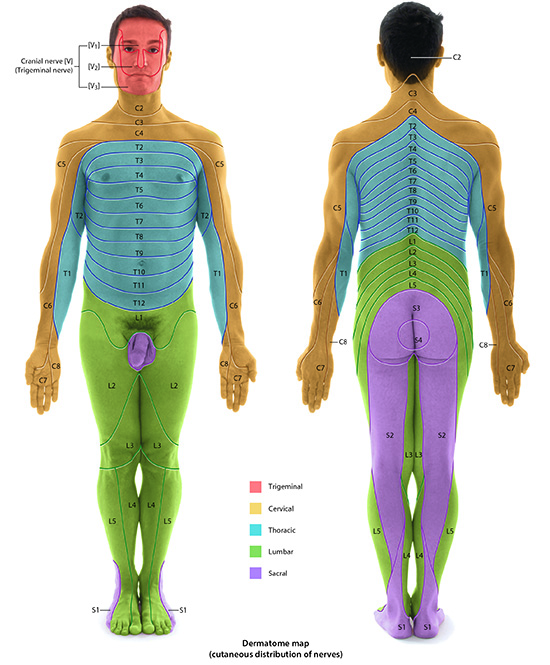 [V₁]
Cranial nerve [V]
(Trigeminal nerve)
[V₂]
[V₃]
C2
C3
C4
T2
T3
T4
T5
T6
T7
T8
T9
T10
T11
T12
L1
C5
C5
T2
T2
T1
T1
C6
C6
C8
C8
C7
C7
L2
L2
L3
L3
L4
L4
L5
L5
S1
S1
C2
C3
C4
T2
T3
T4
T5
T6
T7
T8
T9
T10
T11
T12
L1
L2
L3
L4
L5
S3
S4
C5
C5
T1
T1
C6
C6
C8
C8
C7
C7
S2
S2
L3
L3
L5
L5
L4
L4
S1
S1
Trigeminal
Cervical
Thoracic
Lumbar
Sacral
Dermatome map
(cutaneous distribution of nerves)